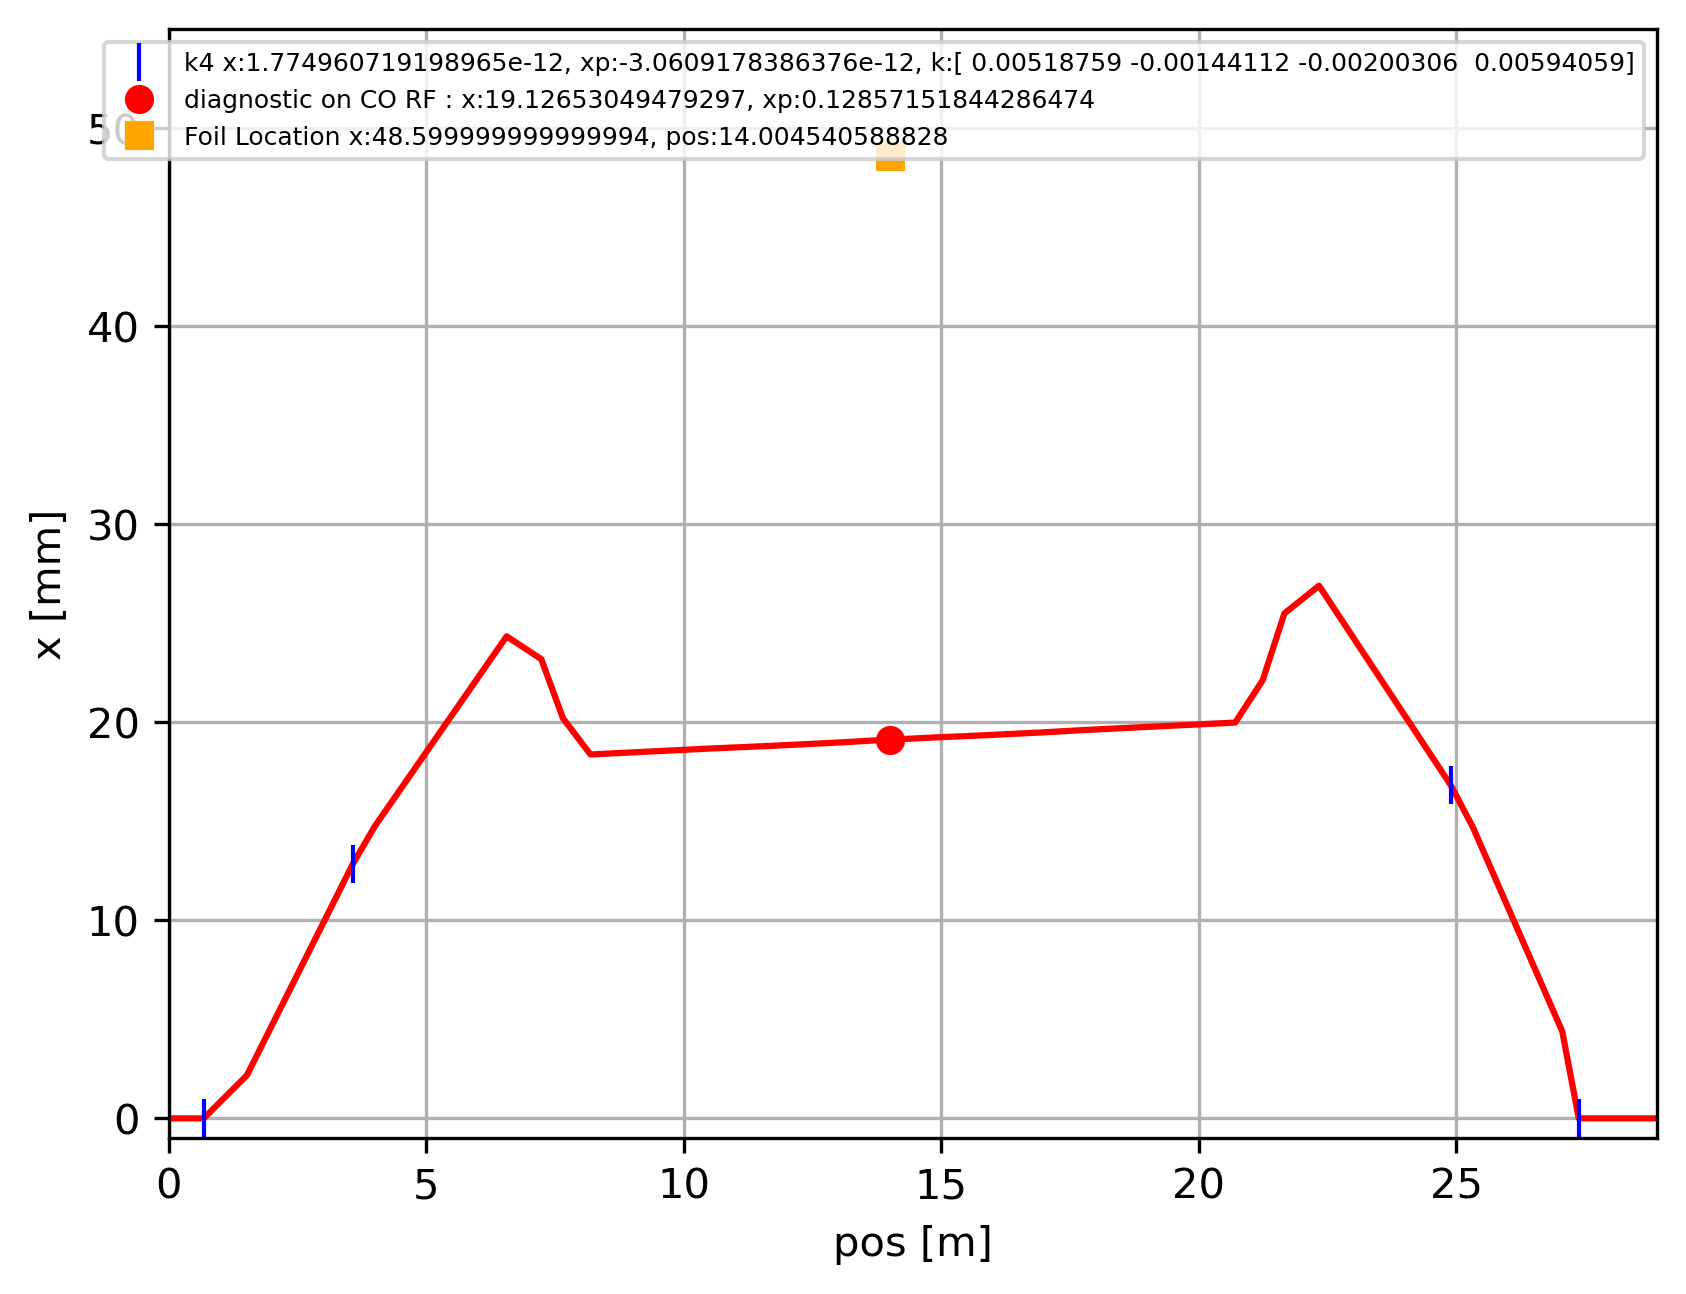 k4 x:1.774960719198965e-12, xp:-3.0609178386376e-12, k:[ 0.00518759 -0.00144112 -0.00200306  0.00594059]
diagnostic on CO RF : x:19.12653049479297, xp:0.12857151844286474
Foil Location x:48.599999999999994, pos:14.004540588828
50
40
30
20
10
0
x [mm]
0 5 10 15 20 25
pos [m]